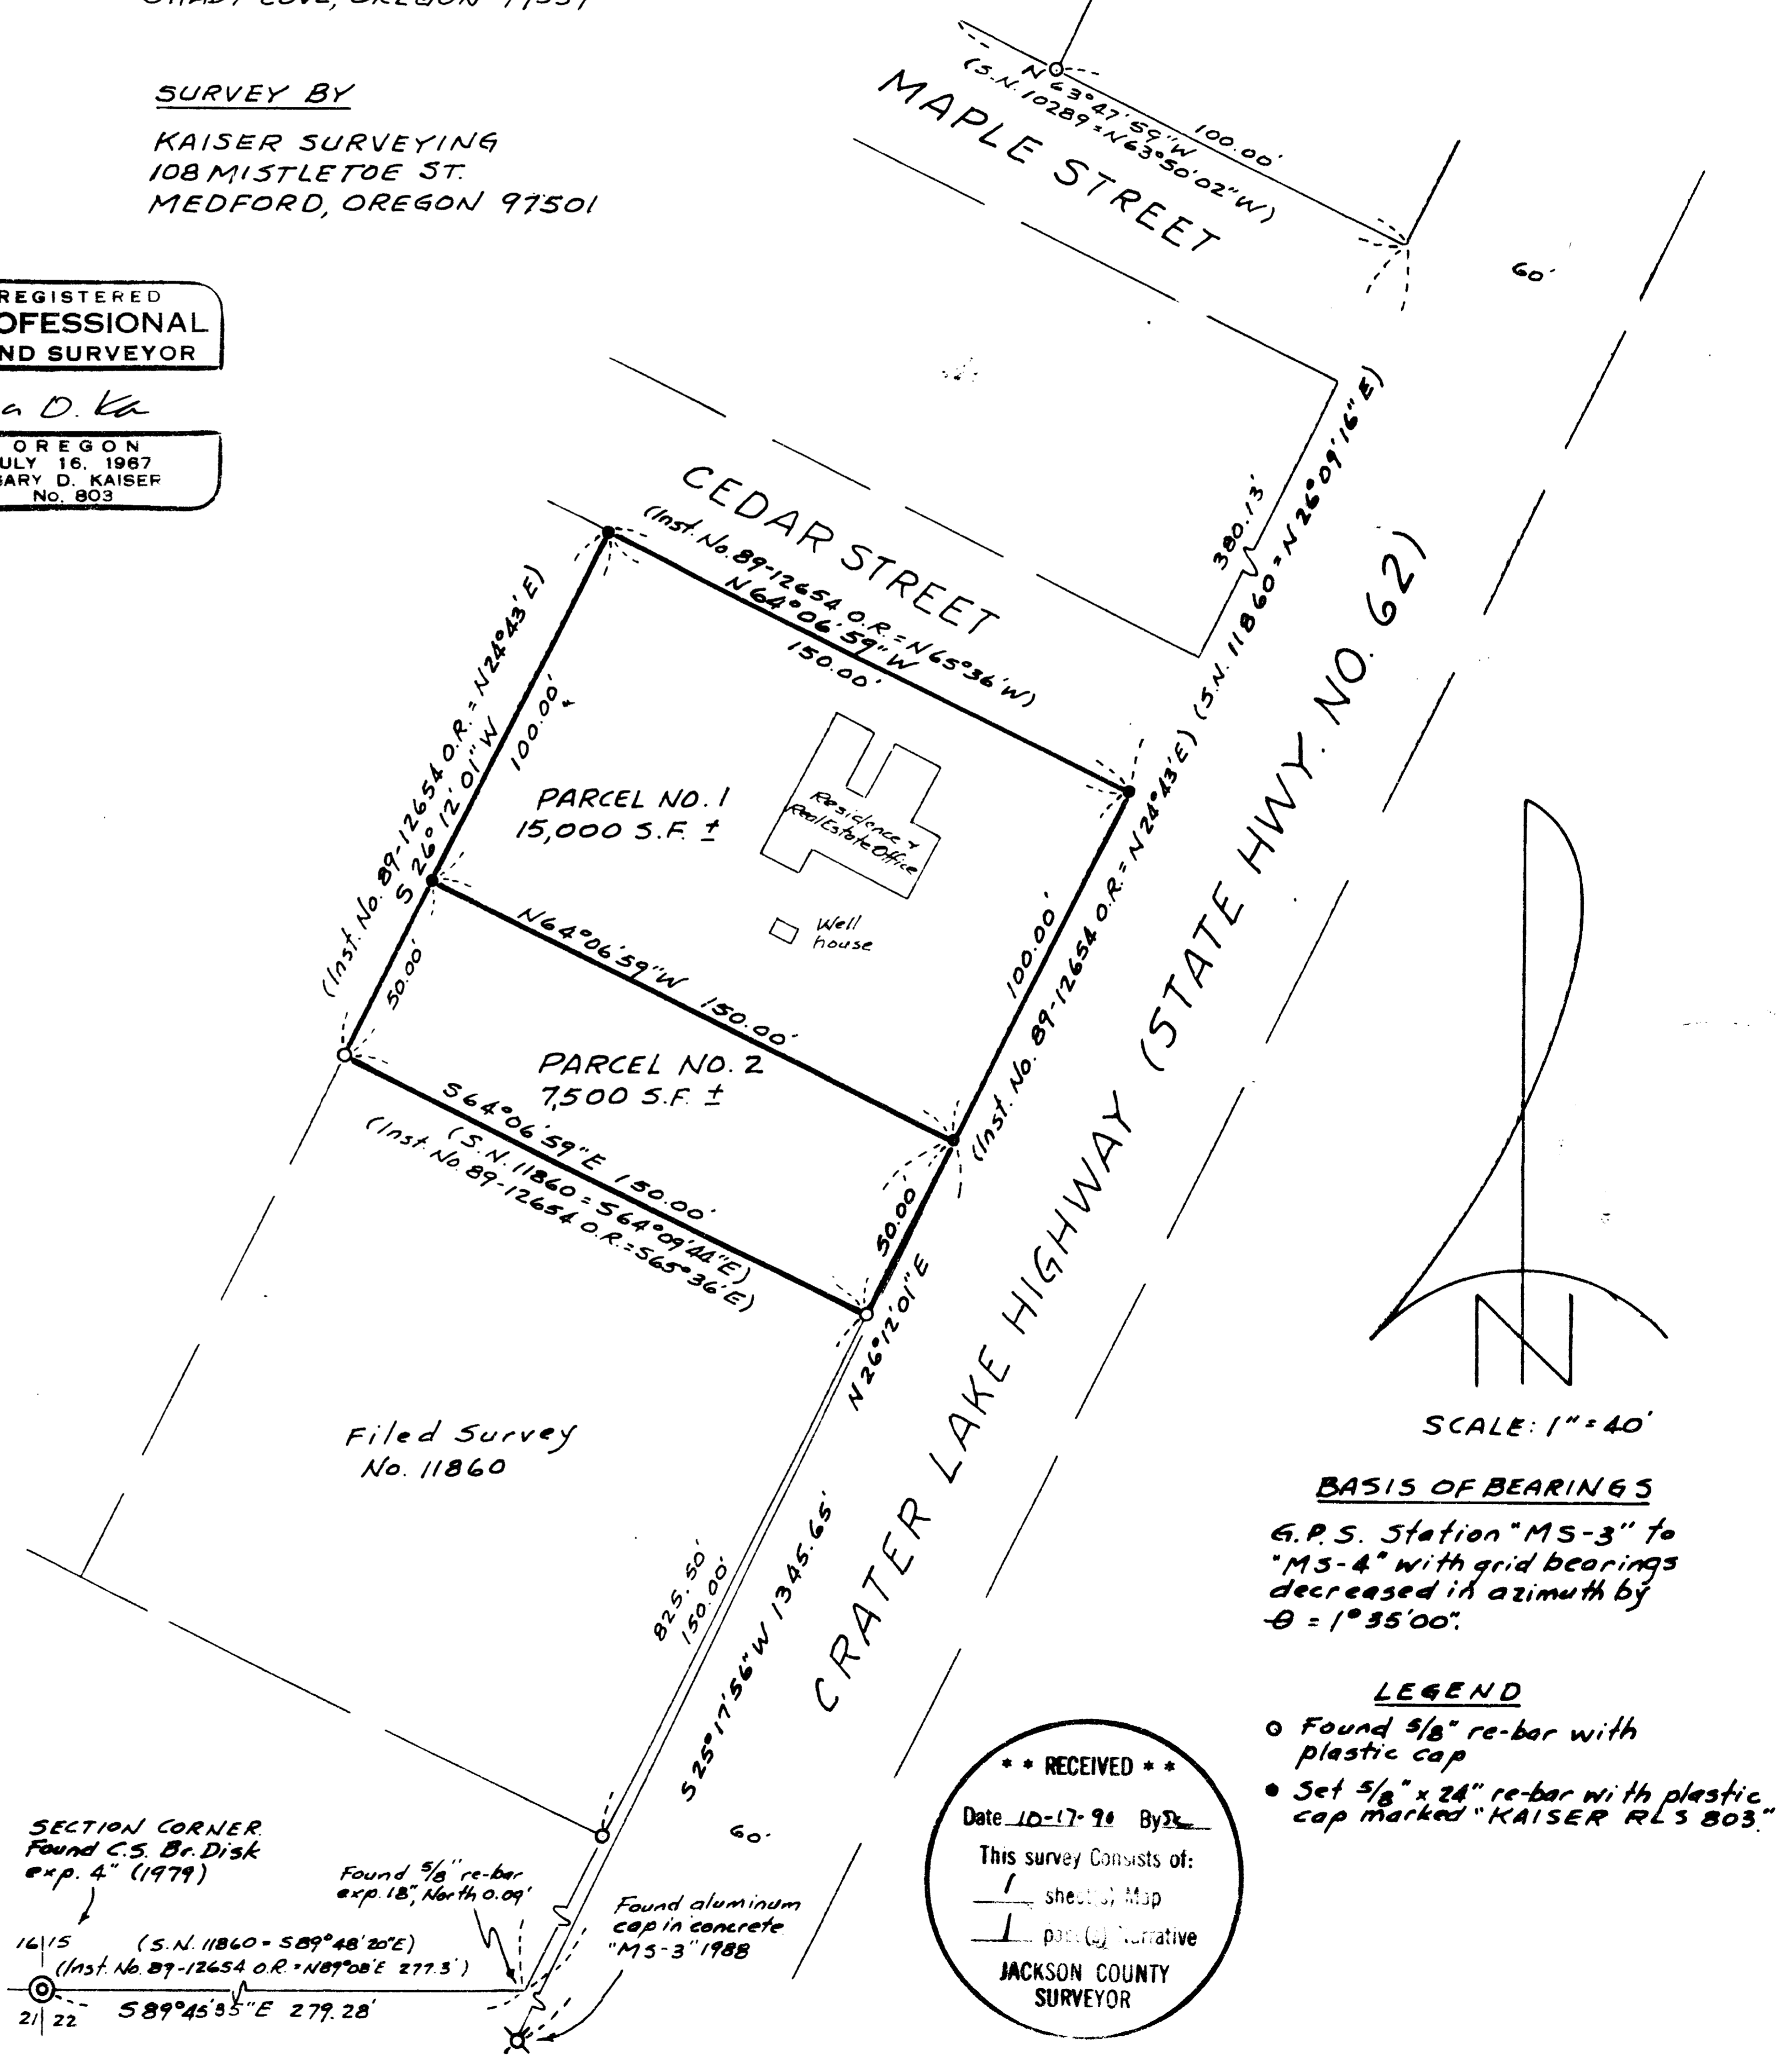 SHADY COVE, OREGON 97539
SURVEY BY
KAISER SURVEYING
108 MISTLETOE ST.
MEDFORD, OREGON 97501
REGISTERED
OFESSIONAL
ND SURVEYOR
OREGON
ULY 16, 1967
GARY D. KAISER
No. 803
N63°47'59"W
100.00'
(S.N. 10289 = N63°50'02"W)
MAPLE STREET
60'
CEDAR STREET
(Inst. No. 89-12654 O.R. = N65°36'W)
N64°06'59"W
150.00'
380.13'
(S.N. 11860 = N26°09'16"E)
(Inst. No. 89-12654 O.R. = N24°43'E)
S26°12'01"W
100.00'
PARCEL NO. 1
15,000 S.F. ±
Residence &
Real Estate Office
Well
house
100.00'
(Inst. No. 89-12654 O.R. = N24°43'E)
N64°06'59"W 150.00'
50.00'
PARCEL NO. 2
7,500 S.F. ±
S64°06'59"E 150.00'
(S.N. 11860 = S64°09'44"E)
(Inst. No. 89-12654 O.R. = S65°36'E)
50.00'
N26°12'01"E
CRATER LAKE HIGHWAY (STATE HWY. NO. 62)
Filed Survey
No. 11860
825.50'
150.00'
S25°17'56"W 1345.65'
60'
N
SCALE: 1" = 40'
BASIS OF BEARINGS
G.P.S. Station "MS-3" to
"MS-4" with grid bearings
decreased in azimuth by
θ = 1°35'00".
LEGEND
Found 5/8" re-bar with
plastic cap
Set 5/8" x 24" re-bar with plastic
cap marked "KAISER RLS 803."
* * RECEIVED * *
Date 10-17-90 By
This survey Consists of:
1 sheet(s) Map
1 page(s) Narrative
JACKSON COUNTY
SURVEYOR
SECTION CORNER
Found C.S. Br. Disk
exp. 4" (1979)
Found 5/8" re-bar
exp. 18", North 0.09'
Found aluminum
cap in concrete
"MS-3" 1988
16 15
(S.N. 11860 = S89°48'20"E)
(Inst. No. 89-12654 O.R. = N89°08'E 277.3')
21 22
S89°45'35"E 279.28'